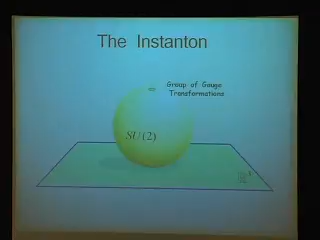 The Instanton
Group of Gauge
Transformations
SU(2)